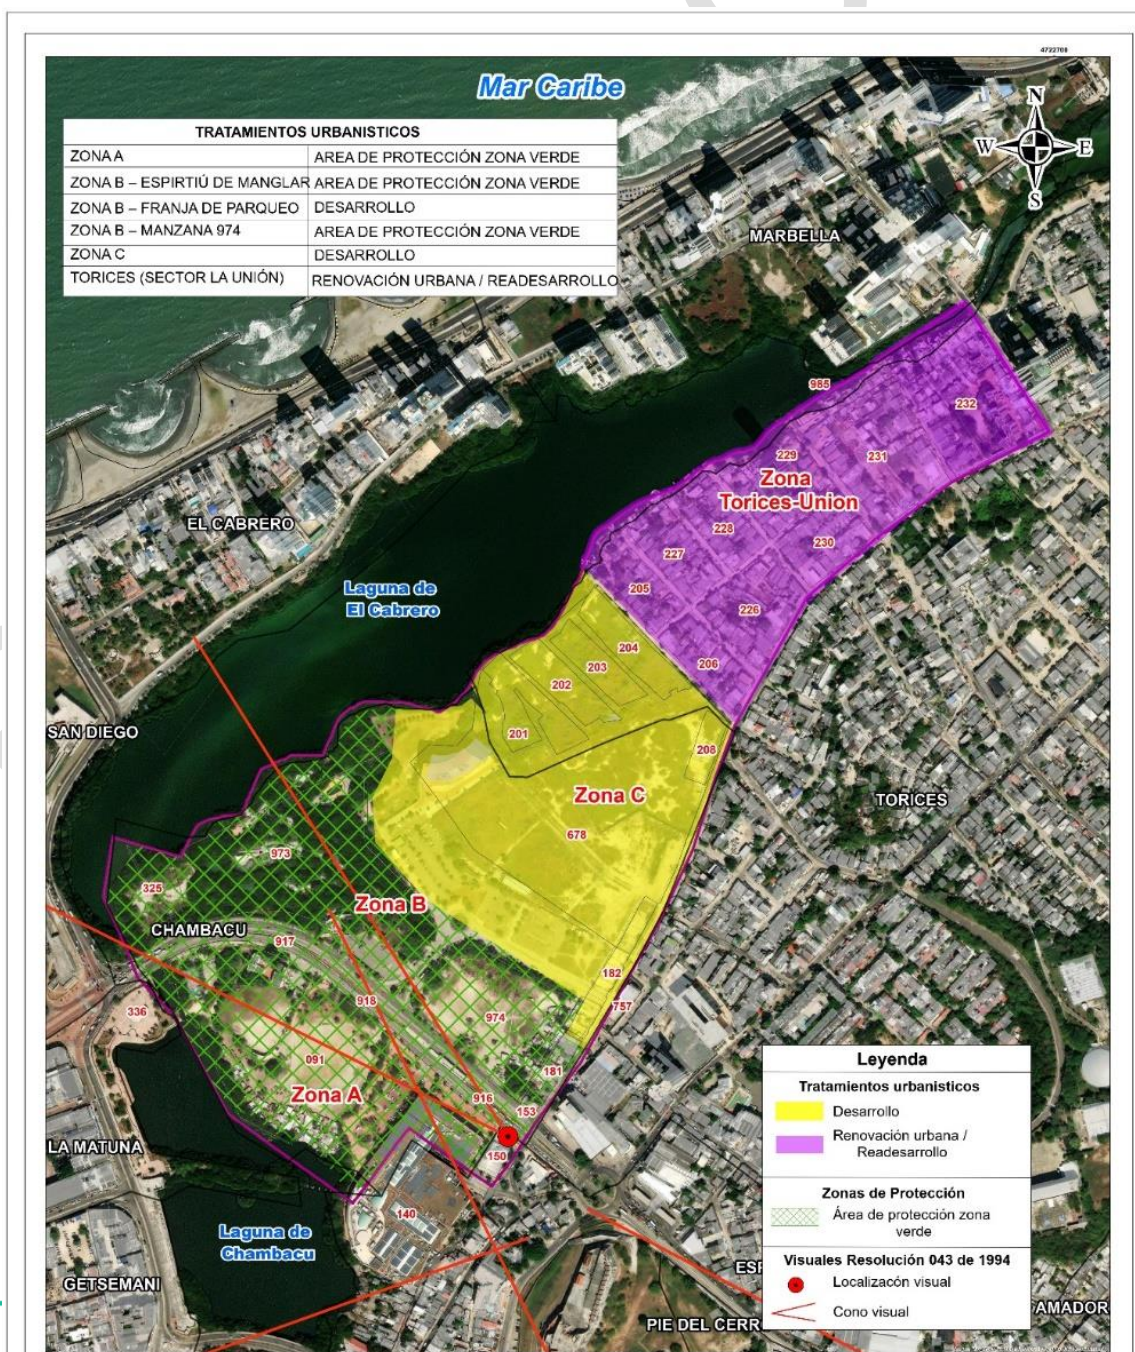 4722700
Mar Caribe
N
W
E
S
TRATAMIENTOS URBANISTICOS
ZONA A AREA DE PROTECCIÓN ZONA VERDE
ZONA B – ESPIRTIÚ DE MANGLAR AREA DE PROTECCIÓN ZONA VERDE
ZONA B – FRANJA DE PARQUEO DESARROLLO
ZONA B – MANZANA 974 AREA DE PROTECCIÓN ZONA VERDE
ZONA C DESARROLLO
TORICES (SECTOR LA UNIÓN) RENOVACIÓN URBANA / READESARROLLO
MARBELLA
985
232
229
231
Zona
Torices-Union
228
230
227
205
226
206
EL CABRERO
Laguna de
El Cabrero
204
203
202
201
208
SAN DIEGO
Zona C
678
TORICES
973
325
Zona B
CHAMBACU
917
918
182
757
336
974
091
Zona A
181
916
153
150
LA MATUNA
140
Laguna de
Chambacu
GETSEMANI
PIE DEL CERR
ESP
AMADOR
Leyenda
Tratamientos urbanisticos
Desarrollo
Renovación urbana /
Readesarrollo
Zonas de Protección
Área de protección zona
verde
Visuales Resolución 043 de 1994
Localizacón visual
Cono visual